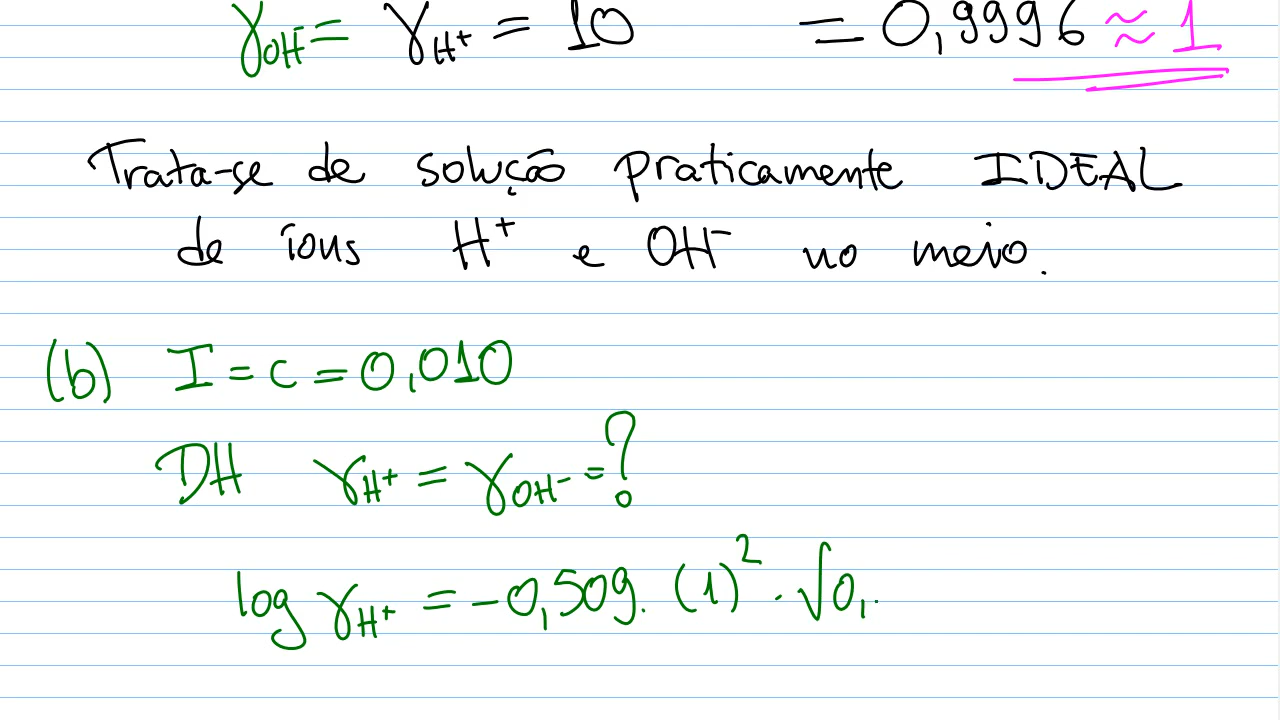 γOH⁻ = γH⁺ = 10 = 0,9996 ≈ 1
Trata-se de solução praticamente IDEAL
de íons H⁺ e OH⁻ no meio.
(b) I = c = 0,010
DH γH⁺ = γOH⁻ = ?
log γH⁺ = -0,509. (1)² . √0,